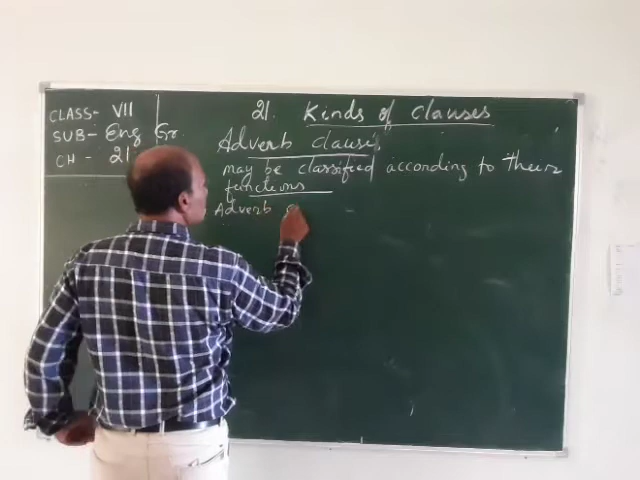 CLASS- VII
SUB- Eng Gr.
CH - 21
21. Kinds of Clauses
Adverb clauses
may be classified according to their
functions
Adverb